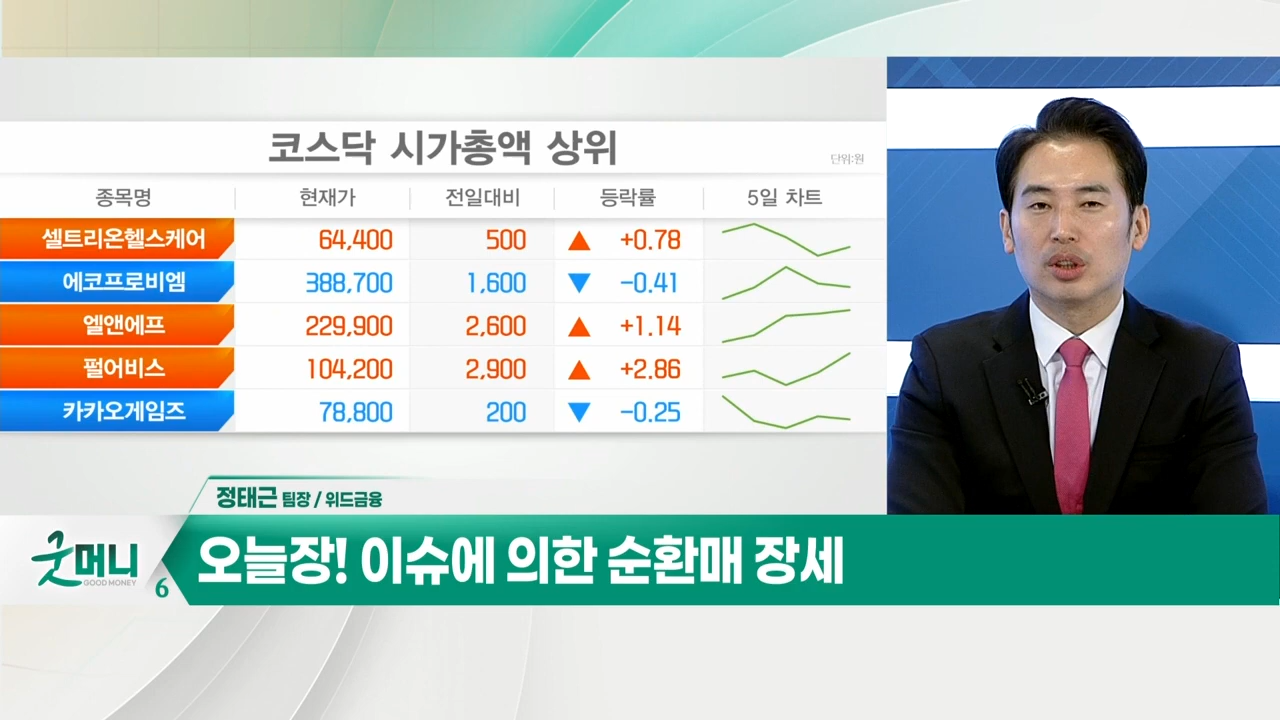 코스닥 시가총액 상위
단위:원
종목명 현재가 전일대비 등락률 5일 차트
셀트리온헬스케어 64,400 500 ▲ +0.78
에코프로비엠 388,700 1,600 ▼ -0.41
엘앤에프 229,900 2,600 ▲ +1.14
펄어비스 104,200 2,900 ▲ +2.86
카카오게임즈 78,800 200 ▼ -0.25
정태근 팀장 / 위드금융
굿머니
GOOD MONEY
6
오늘장! 이슈에 의한 순환매 장세